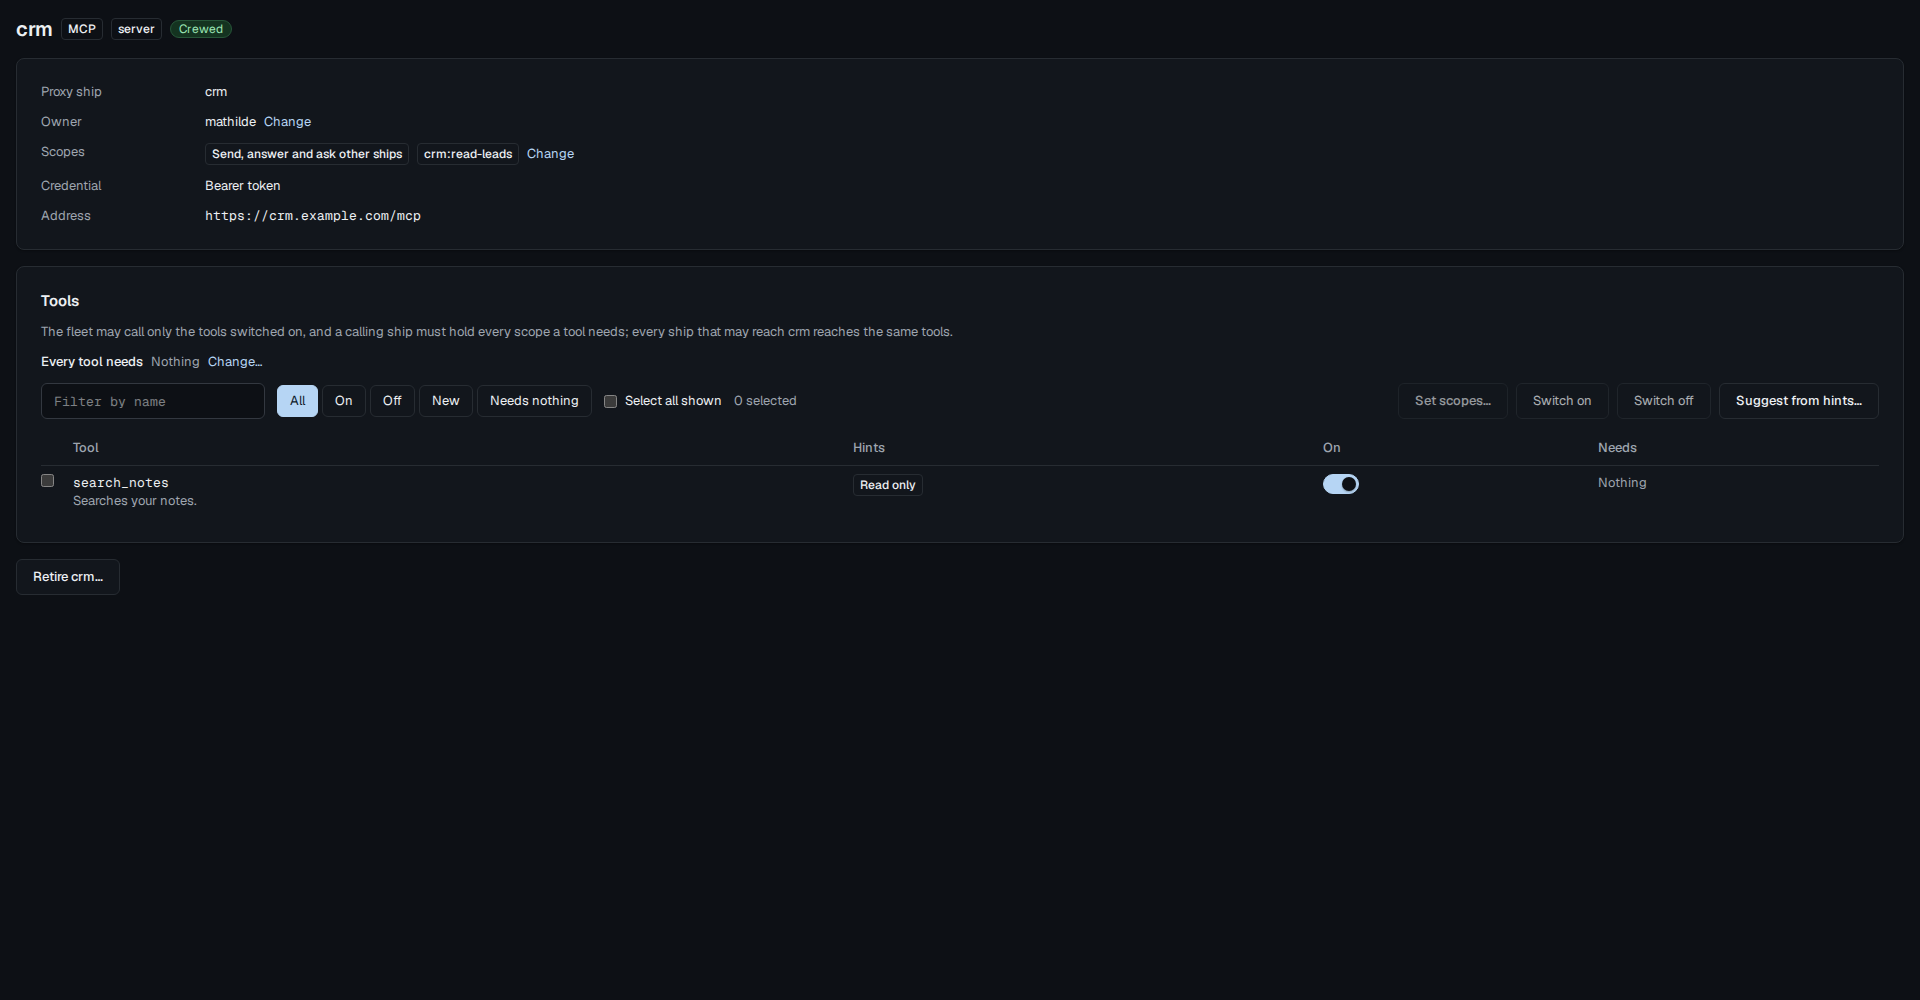 crm MCP server Crewed
Proxy ship crm
Owner mathilde Change
Scopes Send, answer and ask other ships crm:read-leads Change
Credential Bearer token
Address https://crm.example.com/mcp
Tools
The fleet may call only the tools switched on, and a calling ship must hold every scope a tool needs; every ship that may reach crm reaches the same tools.
Every tool needs Nothing Change…
Filter by name All On Off New Needs nothing Select all shown 0 selected Set scopes… Switch on Switch off Suggest from hints…
Tool Hints On Needs
search_notes Read only Nothing
Searches your notes.
Retire crm…